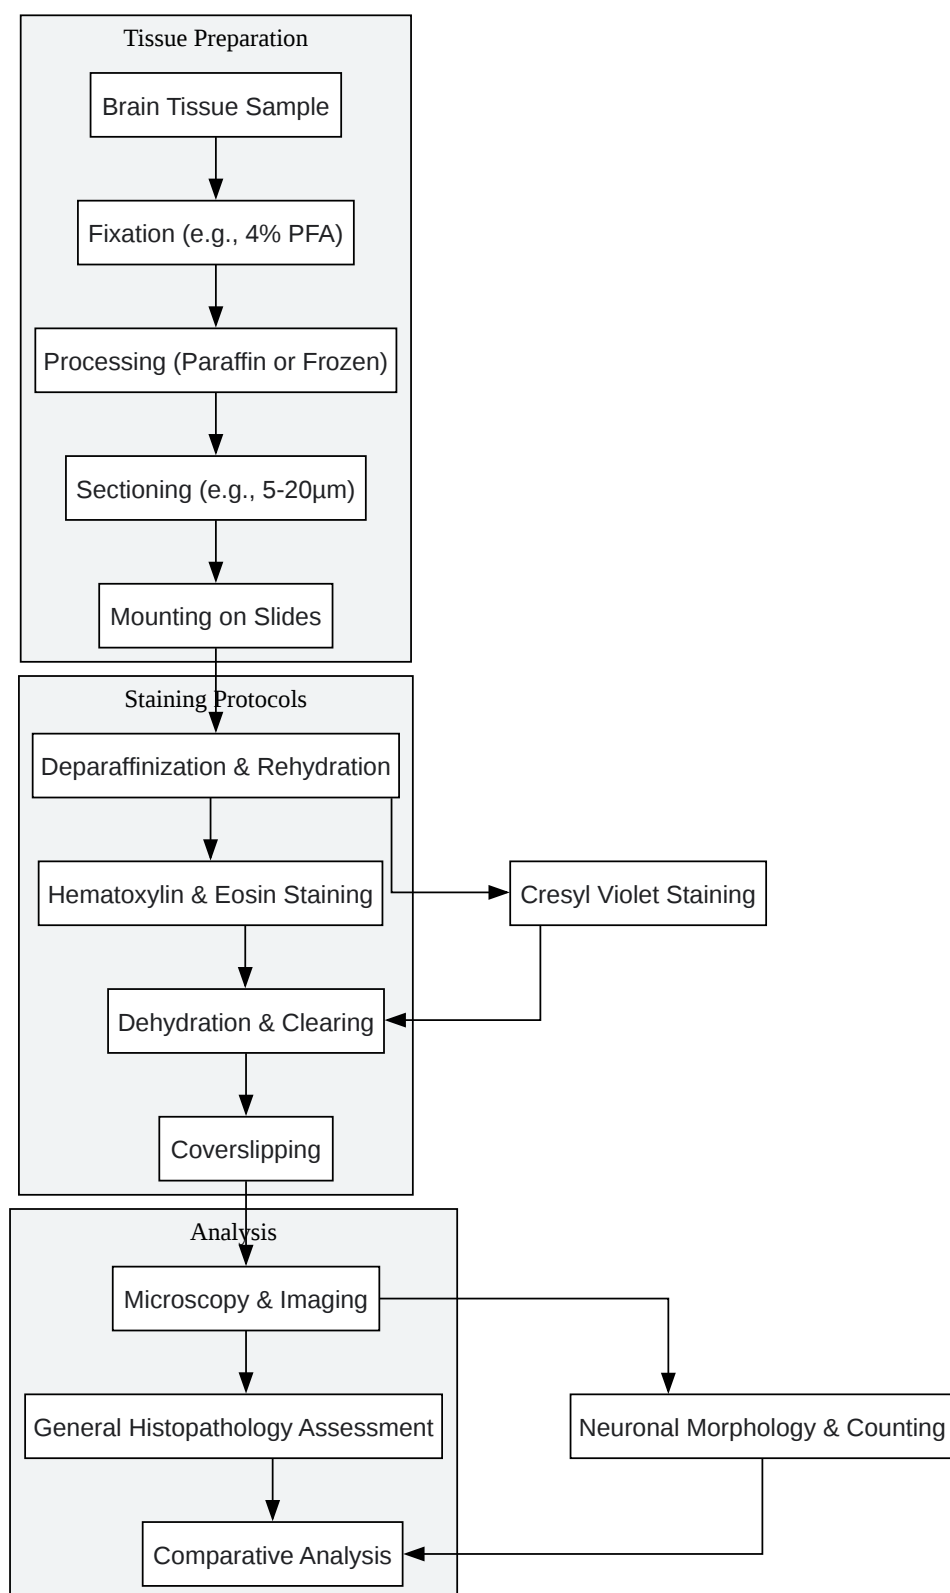 Tissue Preparation
Brain Tissue Sample
Fixation (e.g., 4% PFA)
Processing (Paraffin or Frozen)
Sectioning (e.g., 5-20µm)
Mounting on Slides
Staining Protocols
Deparaffinization & Rehydration
Hematoxylin & Eosin Staining
Cresyl Violet Staining
Dehydration & Clearing
Coverslipping
Analysis
Microscopy & Imaging
General Histopathology Assessment
Neuronal Morphology & Counting
Comparative Analysis